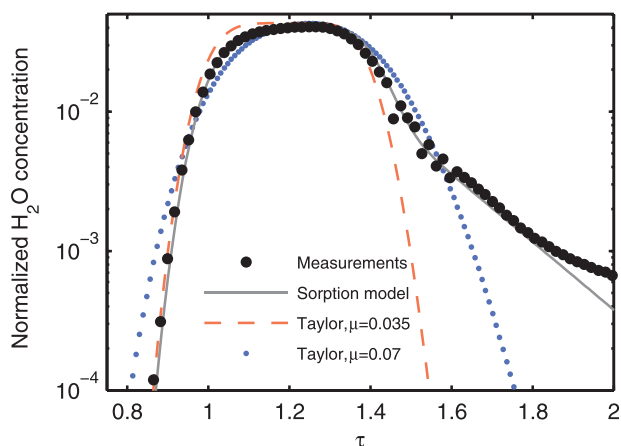 Normalized H2O concentration
10−2
10−3
10−4
Measurements
Sorption model
Taylor,μ=0.035
Taylor,μ=0.07
0.8 1 1.2 1.4 1.6 1.8 2
τ